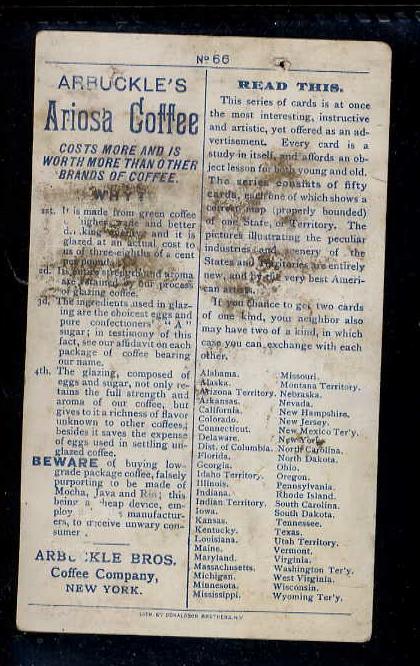 No 66
ARBUCKLE'S
Ariosa Coffee
COSTS MORE AND IS
WORTH MORE THAN OTHER
BRANDS OF COFFEE.
WHY?
1st. It is made from green coffee
higher grade and better
and it is
glazed at an actual cost to
us of three-eighths of a cent
per pound.
2d. Its entire strength and aroma
are retained by our process
of glazing coffee.
3d. The ingredients used in glaz-
ing are the choicest eggs and
pure confectioners' "A"
sugar; in testimony of this
fact, see our affidavit on each
package of coffee bearing
our name.
4th. The glazing, composed of
eggs and sugar, not only re-
tains the full strength and
aroma of our coffee, but
gives to it a richness of flavor
unknown to other coffees;
besides it saves the expense
of eggs used in settling un-
glazed coffee.
BEWARE of buying low-
grade package coffee, falsely
purporting to be made of
Mocha, Java and Rio; this
being a cheap device, em-
ploy manufactur-
ers, to deceive unwary con-
sumer
ARBUCKLE BROS.
Coffee Company,
NEW YORK.
READ THIS.
This series of cards is at once
the most interesting, instructive
and artistic, yet offered as an ad-
vertisement. Every card is a
study in itself, and affords an ob-
ject lesson for both young and old.
The series consists of fifty
cards, each one of which shows a
correct map (properly bounded)
of one State, or Territory. The
pictures illustrating the peculiar
industries and scenery of the
States and Territories are entirely
new, and by the very best Ameri-
can artists.
If you chance to get two cards
of one kind, your neighbor also
may have two of a kind, in which
case you can exchange with each
other.
Alabama.
Alaska.
Arizona Territory.
Arkansas.
California.
Colorado.
Connecticut.
Delaware.
Dist. of Columbia.
Florida.
Georgia.
Idaho Territory.
Illinois.
Indiana.
Indian Territory.
Iowa.
Kansas.
Kentucky.
Louisiana.
Maine.
Maryland.
Massachusetts.
Michigan.
Minnesota.
Mississippi.
Missouri.
Montana Territory.
Nebraska.
Nevada.
New Hampshire.
New Jersey.
New Mexico Ter'y.
New York.
North Carolina.
North Dakota.
Ohio.
Oregon.
Pennsylvania.
Rhode Island.
South Carolina.
South Dakota.
Tennessee.
Texas.
Utah Territory.
Vermont.
Virginia.
Washington Ter'y.
West Virginia.
Wisconsin.
Wyoming Ter'y.
LITH. BY DONALDSON BROTHERS, N.Y.